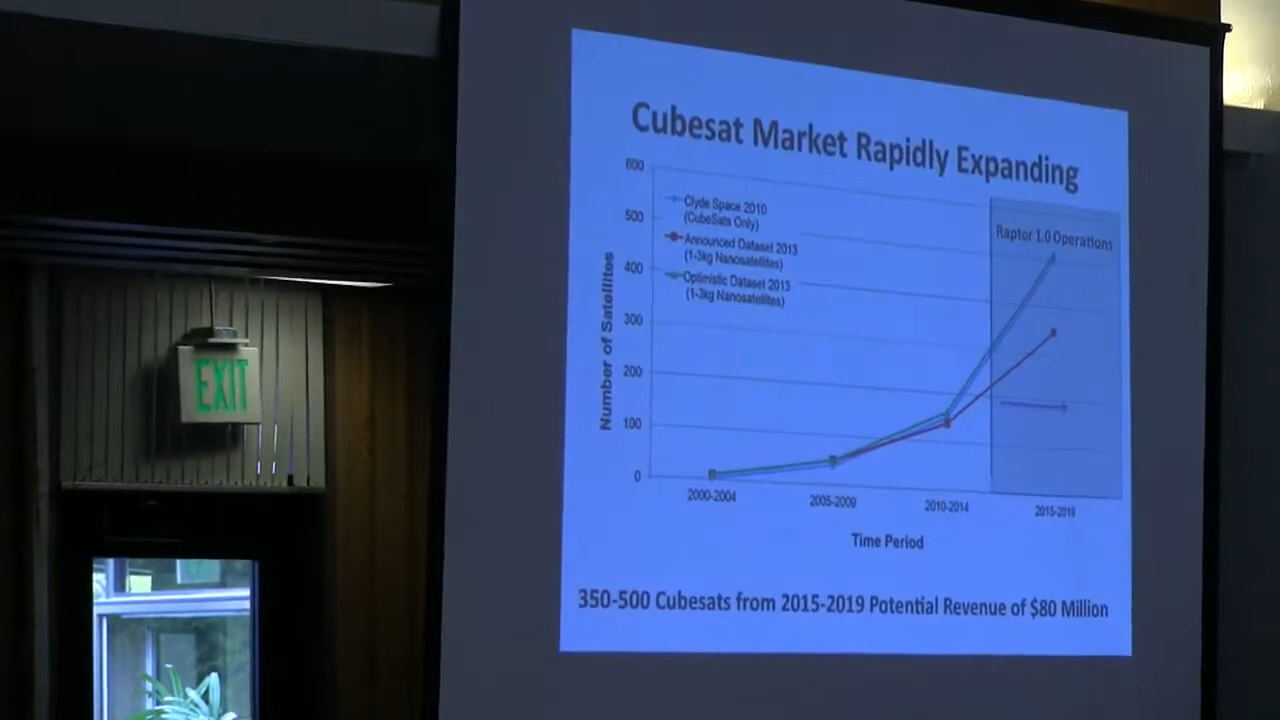 Cubesat Market Rapidly Expanding
600
500
400
300
200
100
0
Number of Satellites
Clyde Space 2010
(CubeSats Only)
Announced Dataset 2013
(1-3kg Nanosatellites)
Optimistic Dataset 2013
(1-3kg Nanosatellites)
Raptor 1.0 Operations
2000-2004
2005-2009
2010-2014
2015-2019
Time Period
350-500 Cubesats from 2015-2019 Potential Revenue of $80 Million
EXIT